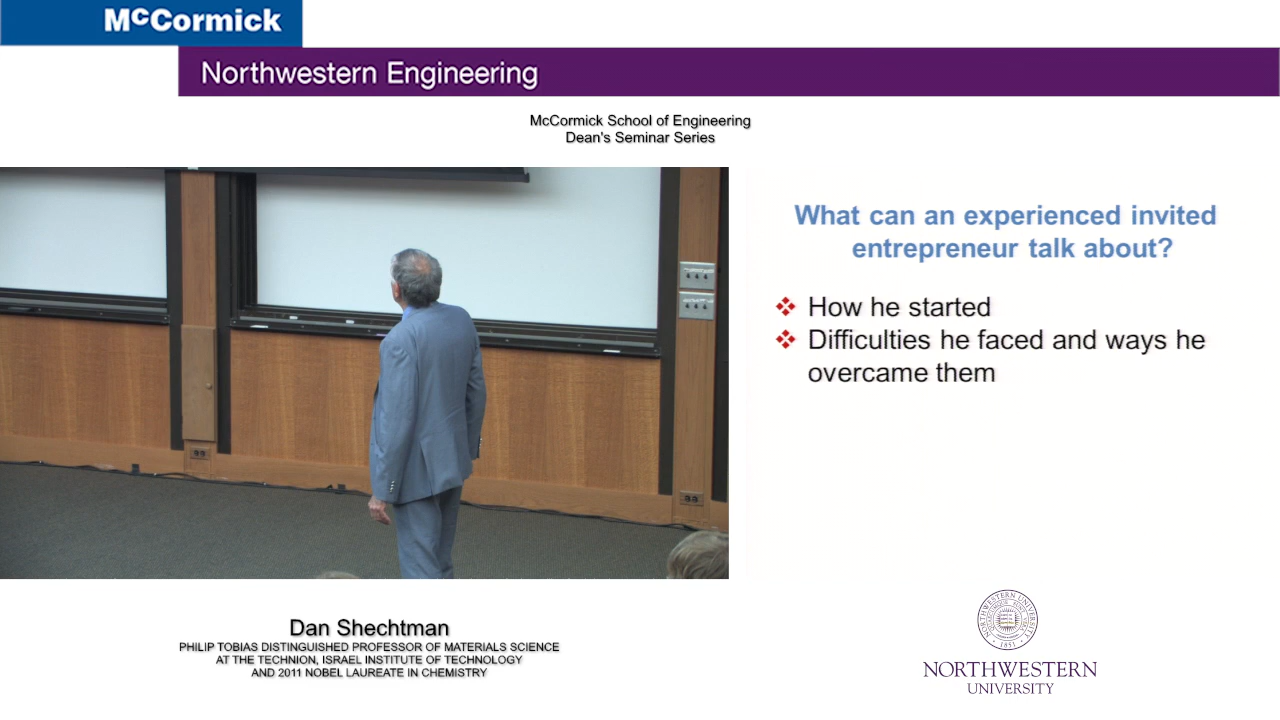 McCormick
Northwestern Engineering
McCormick School of Engineering
Dean's Seminar Series
What can an experienced invited
entrepreneur talk about?
How he started
Difficulties he faced and ways he
overcame them
Dan Shechtman
PHILIP TOBIAS DISTINGUISHED PROFESSOR OF MATERIALS SCIENCE
AT THE TECHNION, ISRAEL INSTITUTE OF TECHNOLOGY
AND 2011 NOBEL LAUREATE IN CHEMISTRY
1851
NORTHWESTERN
UNIVERSITY